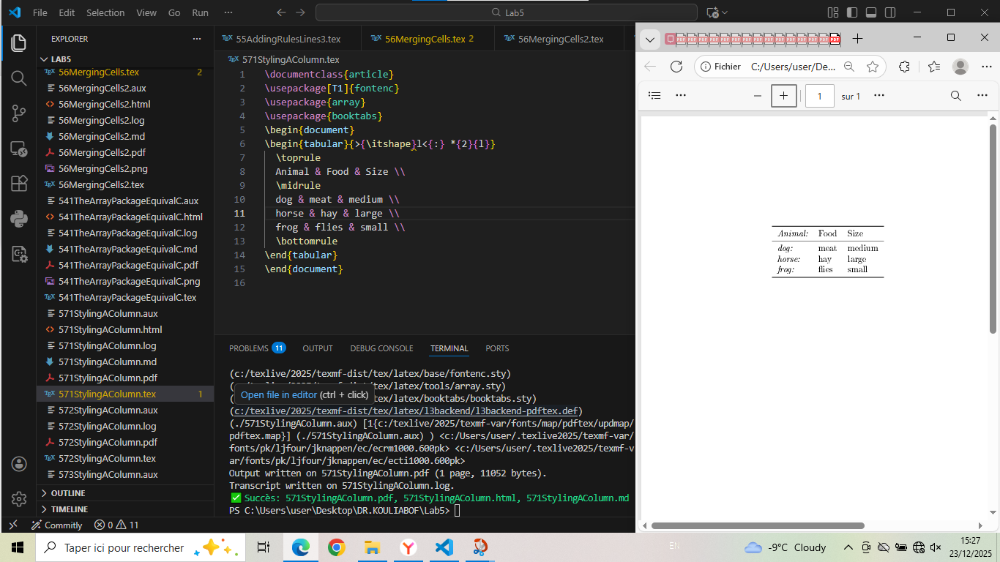 File Edit Selection View Go Run ··· Lab5
EXPLORER ···
LAB5
56MergingCells.tex 2
56MergingCells2.aux
56MergingCells2.html
56MergingCells2.log
56MergingCells2.md
56MergingCells2.pdf
56MergingCells2.png
56MergingCells2.tex
541TheArrayPackageEquivalC.aux
541TheArrayPackageEquivalC.html
541TheArrayPackageEquivalC.log
541TheArrayPackageEquivalC.md
541TheArrayPackageEquivalC.pdf
541TheArrayPackageEquivalC.png
541TheArrayPackageEquivalC.tex
571StylingAColumn.aux
571StylingAColumn.html
571StylingAColumn.log
571StylingAColumn.md
571StylingAColumn.pdf
571StylingAColumn.tex 1
572StylingAColumn.aux
572StylingAColumn.log
572StylingAColumn.pdf
572StylingAColumn.tex
573StylingAColumn.aux
OUTLINE
TIMELINE
55AddingRulesLines3.tex 56MergingCells.tex 2 56MergingCells2.tex
571StylingAColumn.tex
1 \documentclass{article}
2 \usepackage[T1]{fontenc}
3 \usepackage{array}
4 \usepackage{booktabs}
5 \begin{document}
6 \begin{tabular}{>{\itshape}l<{:} *{2}{l}}
7 \toprule
8 Animal & Food & Size \\
9 \midrule
10 dog & meat & medium \\
11 horse & hay & large \\
12 frog & flies & small \\
13 \bottomrule
14 \end{tabular}
15 \end{document}
16
PROBLEMS 11 OUTPUT DEBUG CONSOLE TERMINAL PORTS
(c:/texlive/2025/texmf-dist/tex/latex/base/fontenc.sty)
/latex/tools/array.sty)
Open file in editor (ctrl + click)
/latex/booktabs/booktabs.sty)
(c:/texlive/2025/texmf-dist/tex/latex/l3backend/l3backend-pdftex.def)
(./571StylingAColumn.aux) [1{c:/texlive/2025/texmf-var/fonts/map/pdftex/updmap/
pdftex.map}] (./571StylingAColumn.aux) ) <c:/Users/user/.texlive2025/texmf-var/
fonts/pk/ljfour/jknappen/ec/ecrm1000.600pk> <c:/Users/user/.texlive2025/texmf-v
ar/fonts/pk/ljfour/jknappen/ec/ecti1000.600pk>
Output written on 571StylingAColumn.pdf (1 page, 11052 bytes).
Transcript written on 571StylingAColumn.log.
✅ Succès: 571StylingAColumn.pdf, 571StylingAColumn.html, 571StylingAColumn.md
PS C:\Users\user\Desktop\DR.KOULIABOF\Lab5>
Commitly 0 11
Fichier C:/Users/user/De...
1 sur 1
Animal: Food Size
dog: meat medium
horse: hay large
frog: flies small
Taper ici pour rechercher
EN
-9°C Cloudy
15:27
23/12/2025